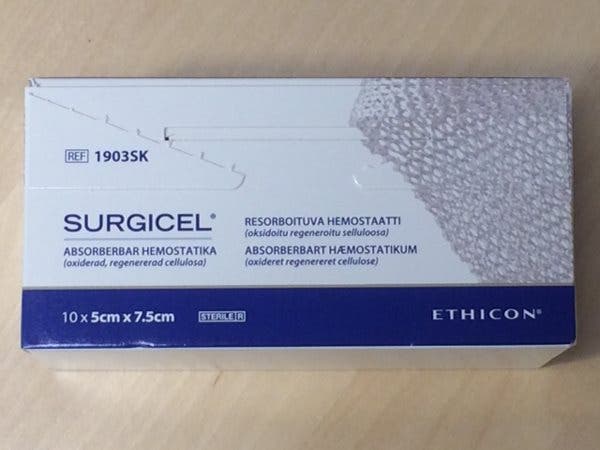 REF 1903SK
SURGICEL®
ABSORBERBAR HEMOSTATIKA
(oxiderad, regenererad cellulosa)
RESORBOITUVA HEMOSTAATTI
(oksidoitu regeneroitu selluloosa)
ABSORBERBART HÆMOSTATIKUM
(oxideret regenereret cellulose)
10 x 5cm x 7.5cm
STERILE R
ETHICON®